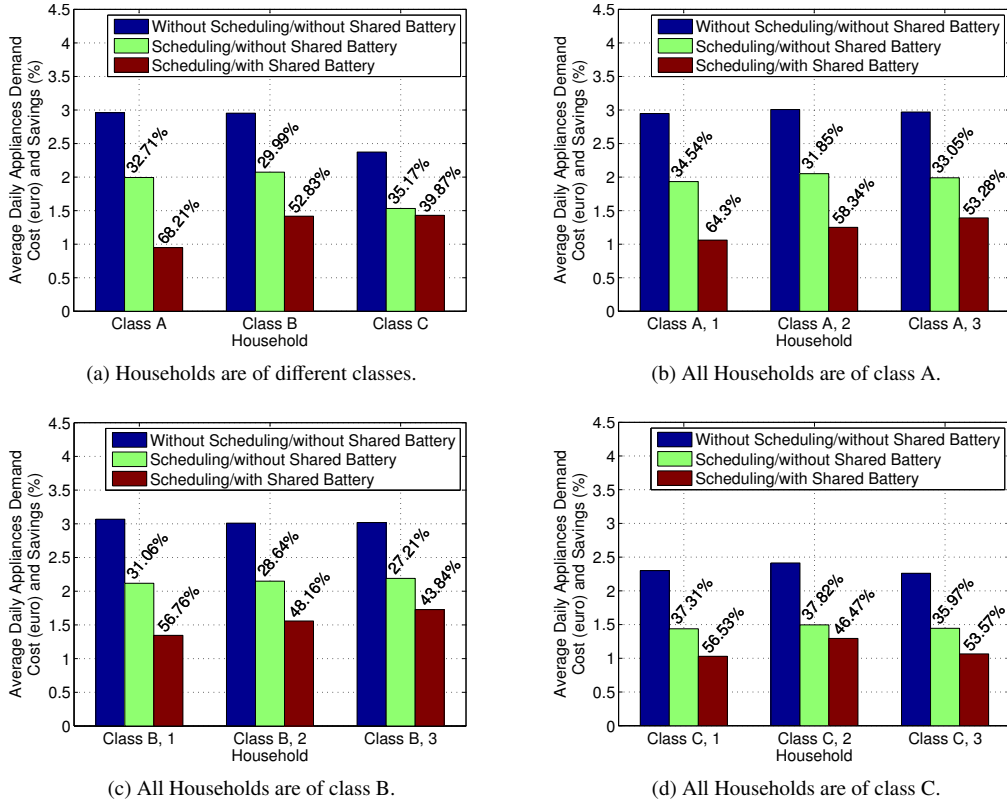 Average Daily Appliances Demand
Cost (euro) and Savings (%)
4.5
4
3.5
3
2.5
2
1.5
1
0.5
0
Without Scheduling/without Shared Battery
Scheduling/without Shared Battery
Scheduling/with Shared Battery
32.71%
68.21%
29.99%
52.83%
35.17%
39.87%
Class A
Class B
Class C
Household
(a) Households are of different classes.
Average Daily Appliances Demand
Cost (euro) and Savings (%)
4.5
4
3.5
3
2.5
2
1.5
1
0.5
0
Without Scheduling/without Shared Battery
Scheduling/without Shared Battery
Scheduling/with Shared Battery
34.54%
64.3%
31.85%
58.34%
33.05%
53.28%
Class A, 1
Class A, 2
Class A, 3
Household
(b) All Households are of class A.
Average Daily Appliances Demand
Cost (euro) and Savings (%)
4.5
4
3.5
3
2.5
2
1.5
1
0.5
0
Without Scheduling/without Shared Battery
Scheduling/without Shared Battery
Scheduling/with Shared Battery
31.06%
56.76%
28.64%
48.16%
27.21%
43.84%
Class B, 1
Class B, 2
Class B, 3
Household
(c) All Households are of class B.
Average Daily Appliances Demand
Cost (euro) and Savings (%)
4.5
4
3.5
3
2.5
2
1.5
1
0.5
0
Without Scheduling/without Shared Battery
Scheduling/without Shared Battery
Scheduling/with Shared Battery
37.31%
56.53%
37.82%
46.47%
35.97%
53.57%
Class C, 1
Class C, 2
Class C, 3
Household
(d) All Households are of class C.